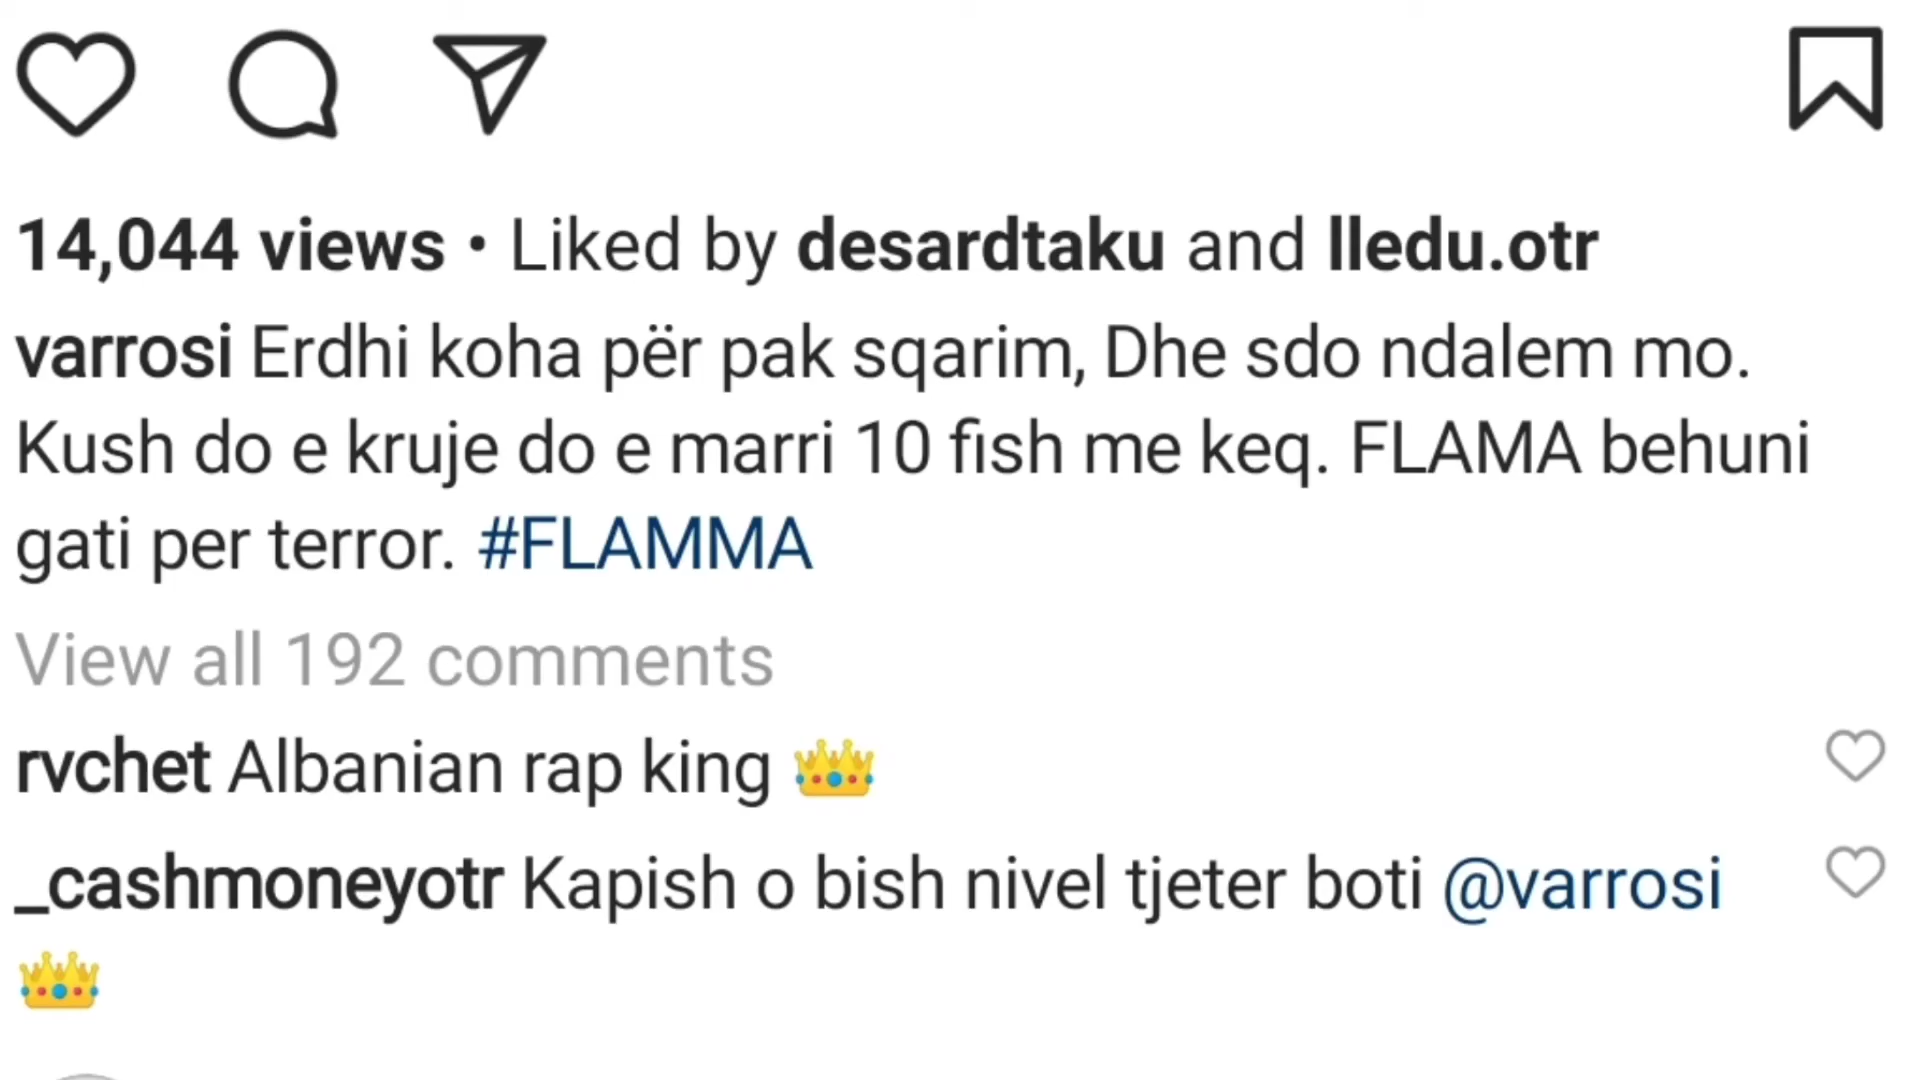 14,044 views • Liked by desardtaku and lledu.otr
varrosi Erdhi koha për pak sqarim, Dhe sdo ndalem mo.
Kush do e kruje do e marri 10 fish me keq. FLAMA behuni
gati per terror. #FLAMMA
View all 192 comments
rvchet Albanian rap king 👑
_cashmoneyotr Kapish o bish nivel tjeter boti @varrosi
👑